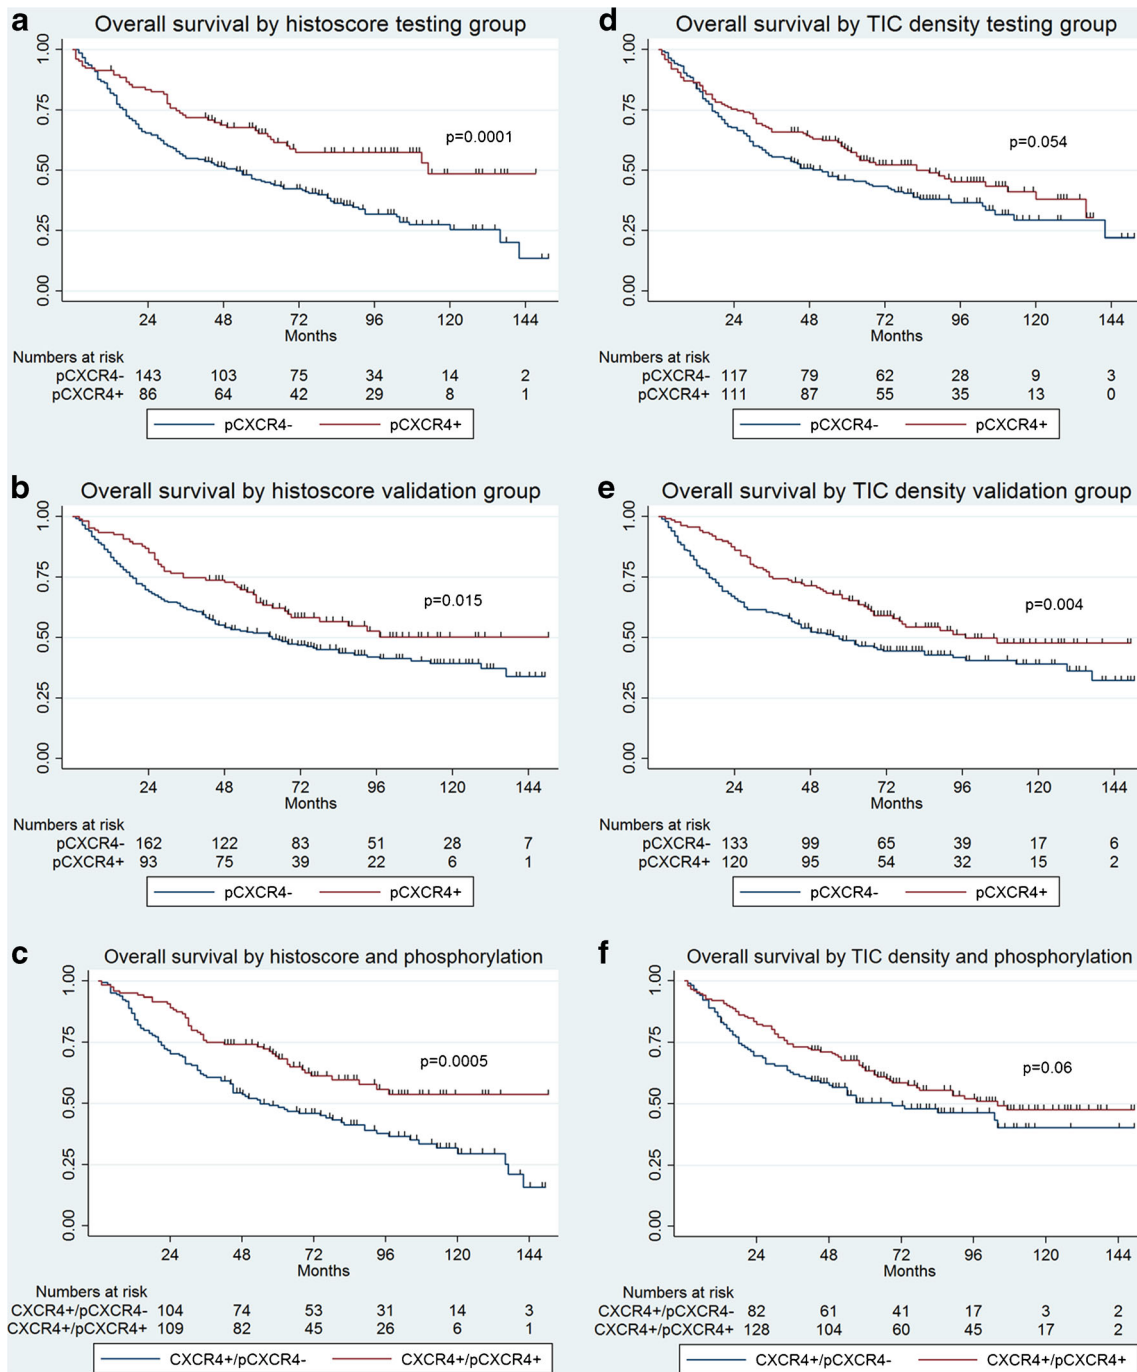 a
Overall survival by histoscore testing group
1.00
0.75
0.50
0.25
0.00
p=0.0001
24 48 72 96 120 144
Months
Numbers at risk
pCXCR4- 143 103 75 34 14 2
pCXCR4+ 86 64 42 29 8 1
pCXCR4- pCXCR4+
b
Overall survival by histoscore validation group
1.00
0.75
0.50
0.25
0.00
p=0.015
24 48 72 96 120 144
Months
Numbers at risk
pCXCR4- 162 122 83 51 28 7
pCXCR4+ 93 75 39 22 6 1
pCXCR4- pCXCR4+
c
Overall survival by histoscore and phosphorylation
1.00
0.75
0.50
0.25
0.00
p=0.0005
24 48 72 96 120 144
Months
Numbers at risk
CXCR4+/pCXCR4- 104 74 53 31 14 3
CXCR4+/pCXCR4+ 109 82 45 26 6 1
CXCR4+/pCXCR4- CXCR4+/pCXCR4+
d
Overall survival by TIC density testing group
1.00
0.75
0.50
0.25
0.00
p=0.054
24 48 72 96 120 144
Months
Numbers at risk
pCXCR4- 117 79 62 28 9 3
pCXCR4+ 111 87 55 35 13 0
pCXCR4- pCXCR4+
e
Overall survival by TIC density validation group
1.00
0.75
0.50
0.25
0.00
p=0.004
24 48 72 96 120 144
Months
Numbers at risk
pCXCR4- 133 99 65 39 17 6
pCXCR4+ 120 95 54 32 15 2
pCXCR4- pCXCR4+
f
Overall survival by TIC density and phosphorylation
1.00
0.75
0.50
0.25
0.00
p=0.06
24 48 72 96 120 144
Months
Numbers at risk
CXCR4+/pCXCR4- 82 61 41 17 3 2
CXCR4+/pCXCR4+ 128 104 60 45 17 2
CXCR4+/pCXCR4- CXCR4+/pCXCR4+